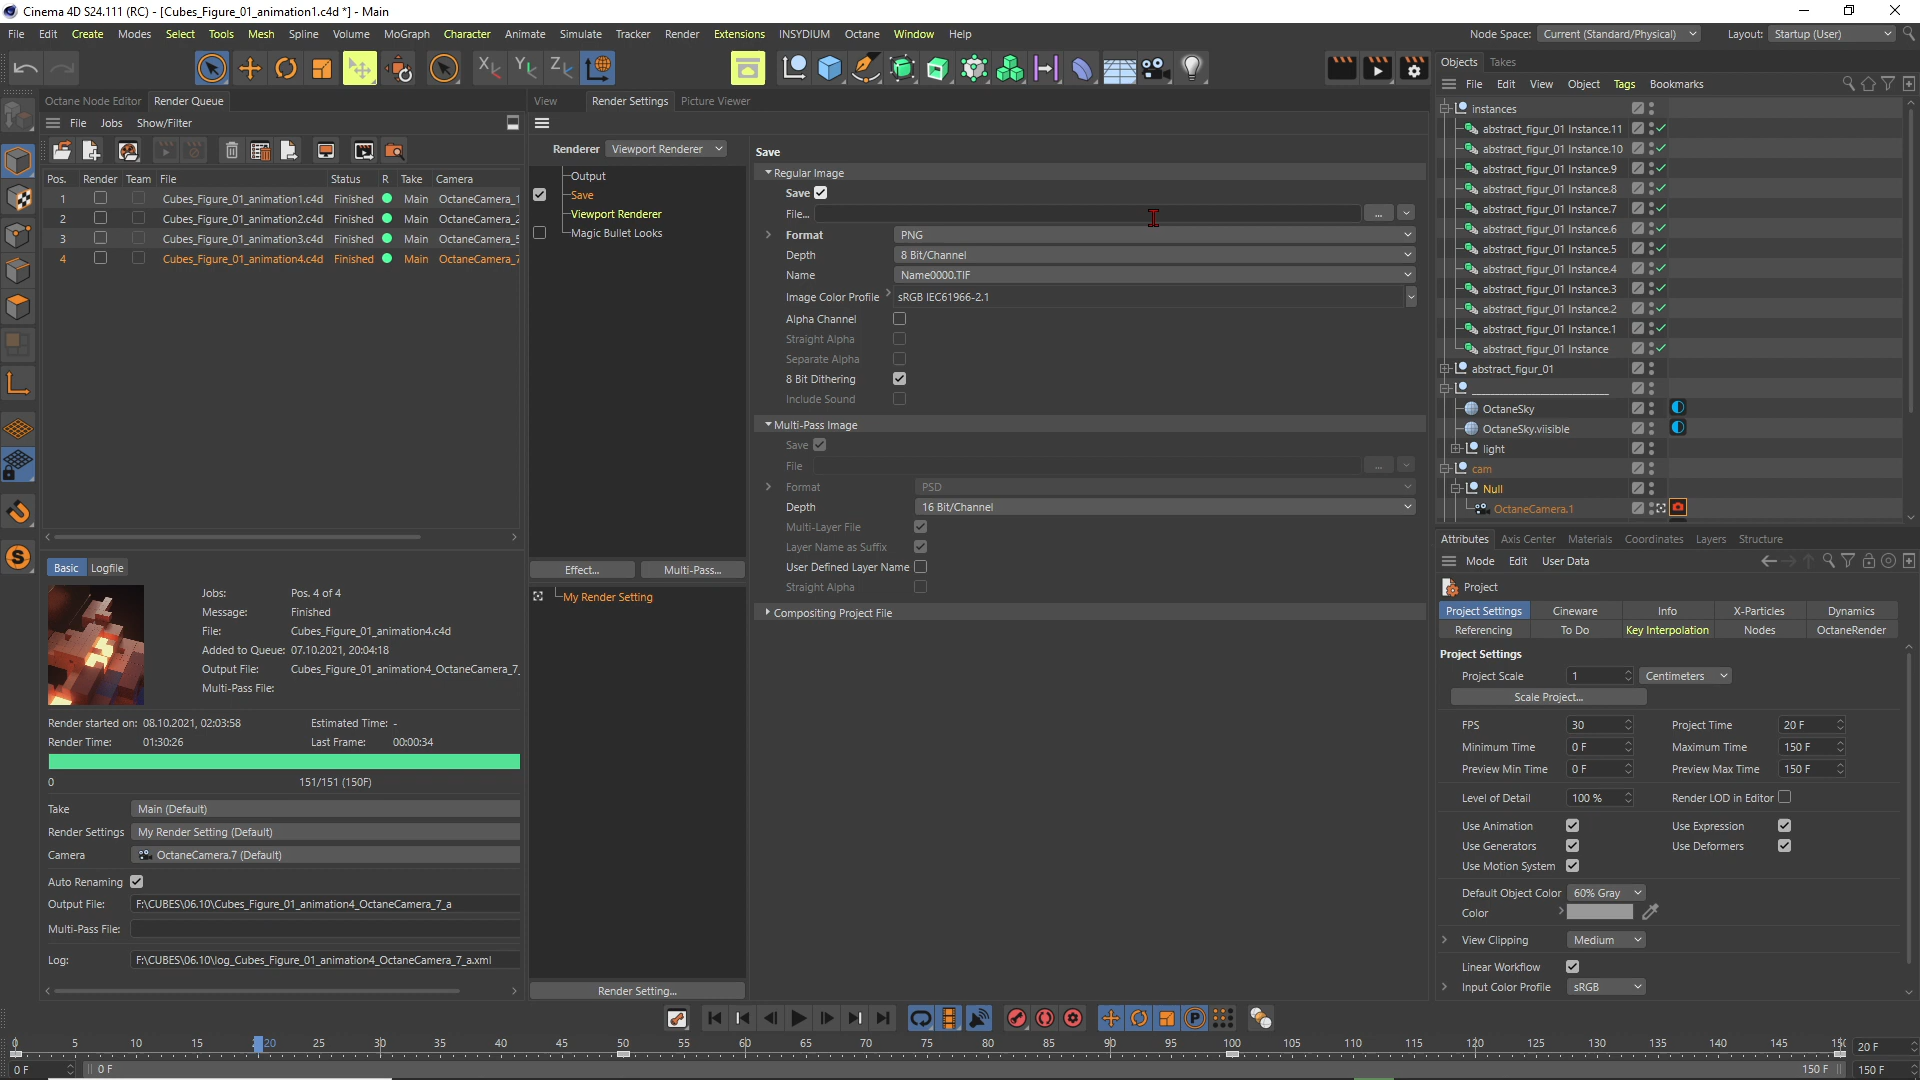 Cinema 4D S24.111 (RC) - [Cubes_Figure_01_animation1.c4d *] - Main
File Edit Create Modes Select Tools Mesh Spline Volume MoGraph Character Animate Simulate Tracker Render Extensions INSYDIUM Octane Window Help
Node Space: Current (Standard/Physical) Layout: Startup (User)
Objects Takes
File Edit View Object Tags Bookmarks
Octane Node Editor Render Queue
File Jobs Show/Filter
Pos. Render Team File Status R Take Camera
1 Cubes_Figure_01_animation1.c4d Finished Main OctaneCamera_1
2 Cubes_Figure_01_animation2.c4d Finished Main OctaneCamera_2
3 Cubes_Figure_01_animation3.c4d Finished Main OctaneCamera_5
4 Cubes_Figure_01_animation4.c4d Finished Main OctaneCamera_7
Basic Logfile
Jobs: Pos. 4 of 4
Message: Finished
File: Cubes_Figure_01_animation4.c4d
Added to Queue: 07.10.2021, 20:04:18
Output File: Cubes_Figure_01_animation4_OctaneCamera_7_
Multi-Pass File:
Render started on: 08.10.2021, 02:03:58 Estimated Time: -
Render Time: 01:30:26 Last Frame: 00:00:34
0 151/151 (150F)
Take Main (Default)
Render Settings My Render Setting (Default)
Camera OctaneCamera.7 (Default)
Auto Renaming
Output File: F:\CUBES\06.10\Cubes_Figure_01_animation4_OctaneCamera_7_a
Multi-Pass File:
Log: F:\CUBES\06.10\log_Cubes_Figure_01_animation4_OctaneCamera_7_a.xml
View Render Settings Picture Viewer
Renderer Viewport Renderer
Output
Save
Viewport Renderer
Magic Bullet Looks
Effect... Multi-Pass...
My Render Setting
Render Setting...
Save
Regular Image
Save
File... ...
Format PNG
Depth 8 Bit/Channel
Name Name0000.TIF
Image Color Profile sRGB IEC61966-2.1
Alpha Channel
Straight Alpha
Separate Alpha
8 Bit Dithering
Include Sound
Multi-Pass Image
Save
File ...
Format PSD
Depth 16 Bit/Channel
Multi-Layer File
Layer Name as Suffix
User Defined Layer Name
Straight Alpha
Compositing Project File
instances
abstract_figur_01 Instance.11
abstract_figur_01 Instance.10
abstract_figur_01 Instance.9
abstract_figur_01 Instance.8
abstract_figur_01 Instance.7
abstract_figur_01 Instance.6
abstract_figur_01 Instance.5
abstract_figur_01 Instance.4
abstract_figur_01 Instance.3
abstract_figur_01 Instance.2
abstract_figur_01 Instance.1
abstract_figur_01 Instance
abstract_figur_01
OctaneSky
OctaneSky.viisible
light
cam
Null
OctaneCamera.1
Attributes Axis Center Materials Coordinates Layers Structure
Mode Edit User Data
Project
Project Settings Cineware Info X-Particles Dynamics
Referencing To Do Key Interpolation Nodes OctaneRender
Project Settings
Project Scale 1 Centimeters
Scale Project...
FPS 30 Project Time 20 F
Minimum Time 0 F Maximum Time 150 F
Preview Min Time 0 F Preview Max Time 150 F
Level of Detail 100 % Render LOD in Editor
Use Animation Use Expression
Use Generators Use Deformers
Use Motion System
Default Object Color 60% Gray
Color
View Clipping Medium
Linear Workflow
Input Color Profile sRGB
0 5 10 15 20 25 30 35 40 45 50 55 60 65 70 75 80 85 90 95 100 105 110 115 120 125 130 135 140 145 20 F
0 F 0 F 150 F 150 F